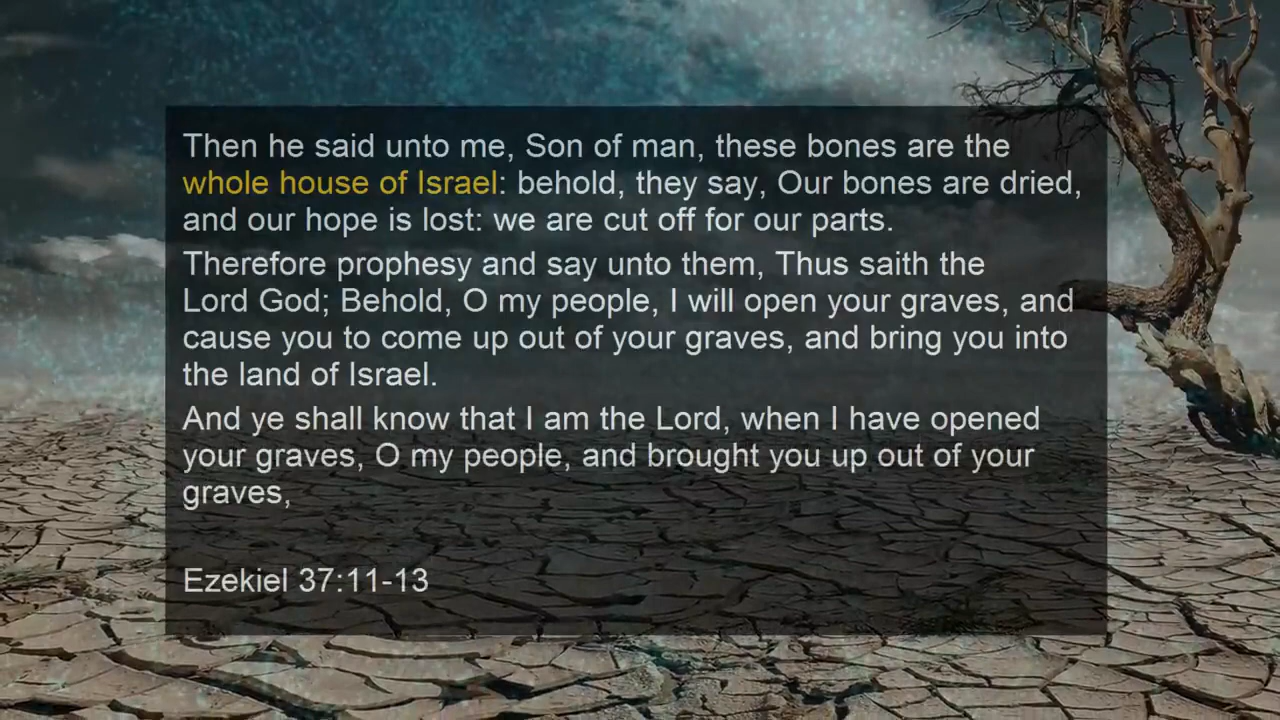 Then he said unto me, Son of man, these bones are the
whole house of Israel: behold, they say, Our bones are dried,
and our hope is lost: we are cut off for our parts.
Therefore prophesy and say unto them, Thus saith the
Lord God; Behold, O my people, I will open your graves, and
cause you to come up out of your graves, and bring you into
the land of Israel.
And ye shall know that I am the Lord, when I have opened
your graves, O my people, and brought you up out of your
graves,
Ezekiel 37:11-13